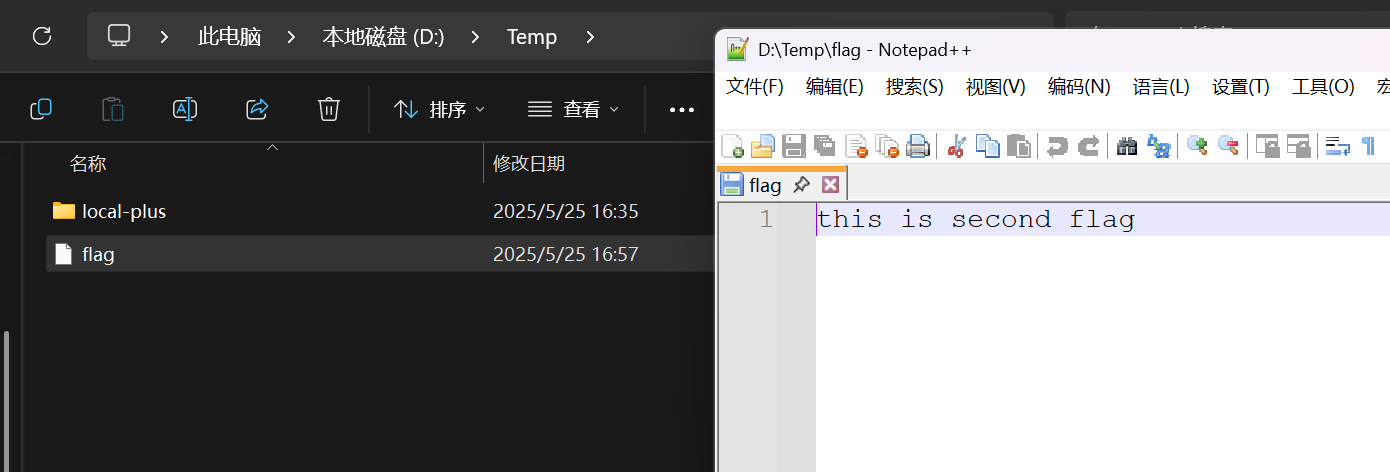 此电脑 本地磁盘 (D:) Temp
排序 查看
名称 修改日期
local-plus 2025/5/25 16:35
flag 2025/5/25 16:57
D:\Temp\flag - Notepad++
文件(F) 编辑(E) 搜索(S) 视图(V) 编码(N) 语言(L) 设置(T) 工具(O) 宏
flag
1 this is second flag